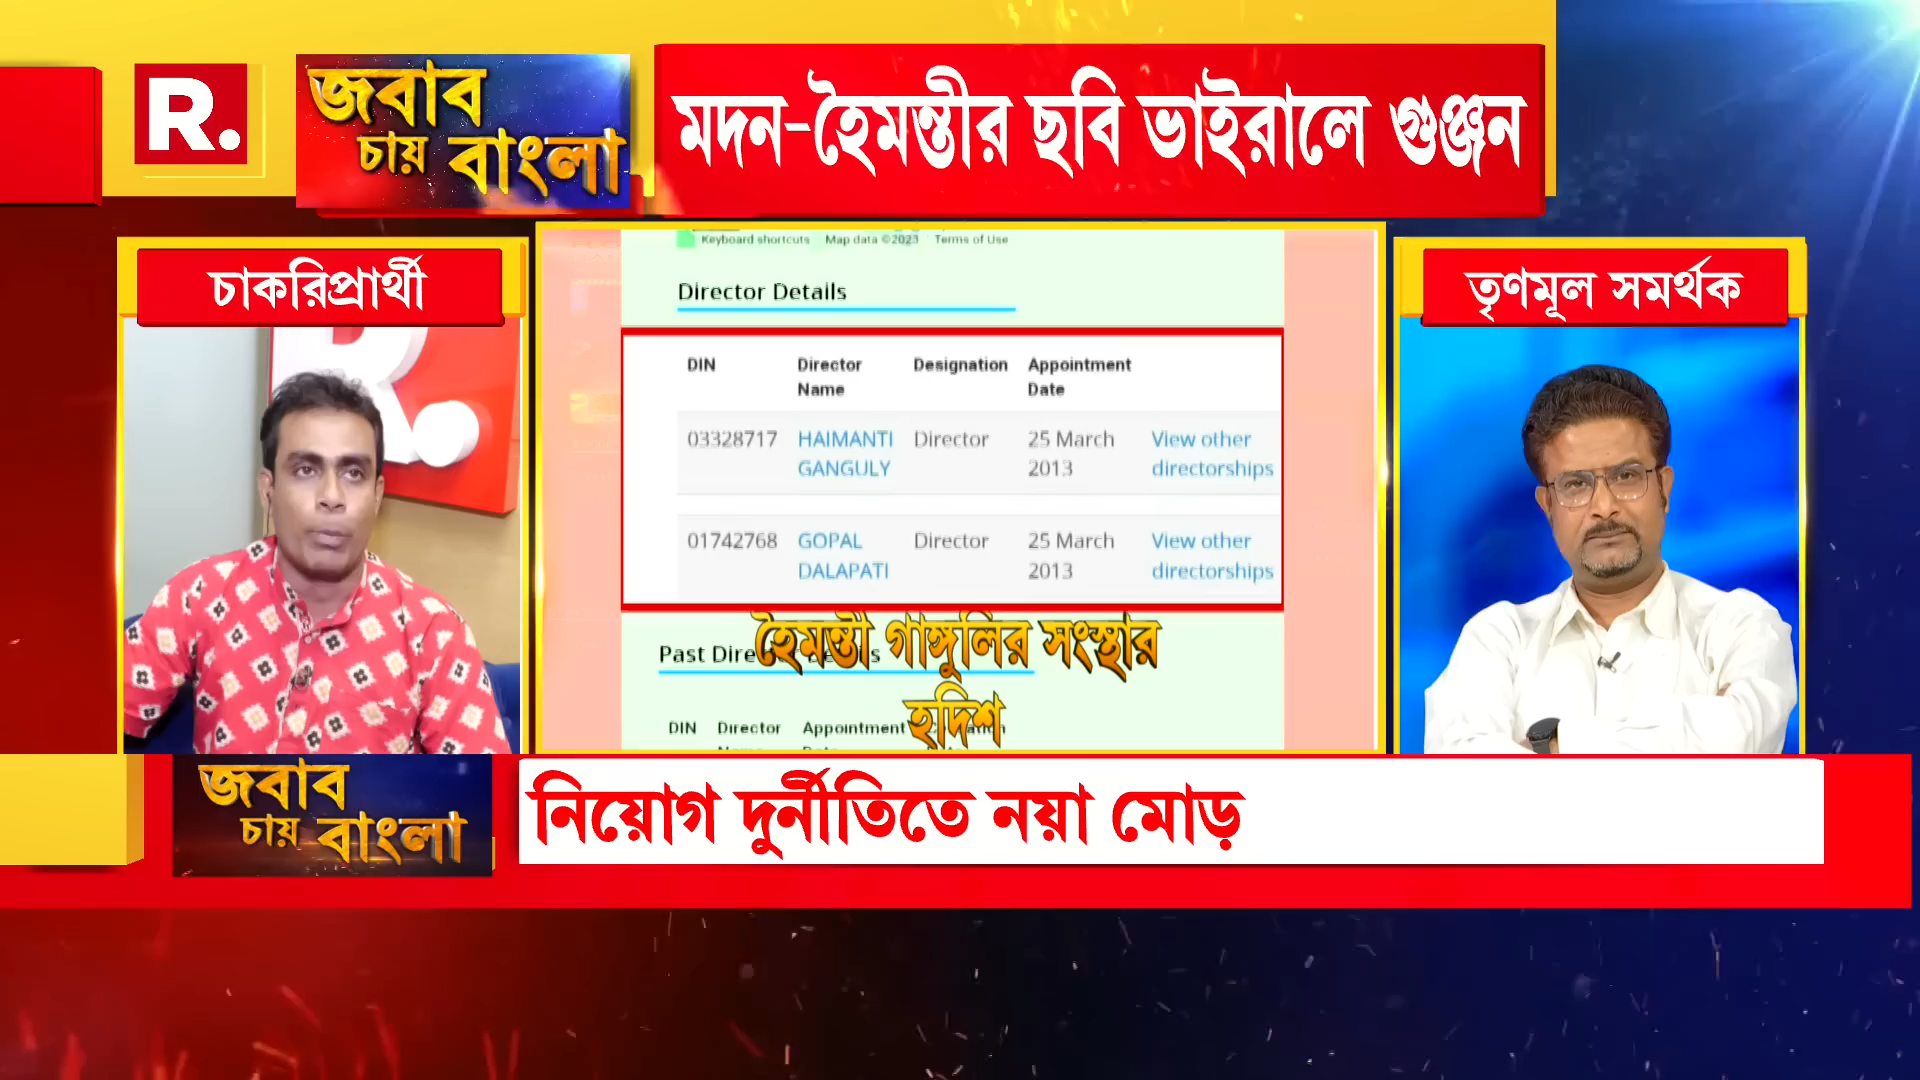 R.
জবাব
চায় বাংলা
মদন-হৈমন্তীর ছবি ভাইরালে গুঞ্জন
চাকরিপ্রার্থী
Keyboard shortcuts Map data ©2023 Terms of Use
Director Details
DIN Director Name Designation Appointment Date
03328717 HAIMANTI GANGULY Director 25 March 2013 View other directorships
01742768 GOPAL DALAPATI Director 25 March 2013 View other directorships
Past
হৈমন্তী গাঙ্গুলির সংস্থার
হদিশ
DIN Director Appointment
তৃণমূল সমর্থক
R.
জবাব
চায় বাংলা
নিয়োগ দুর্নীতিতে নয়া মোড়